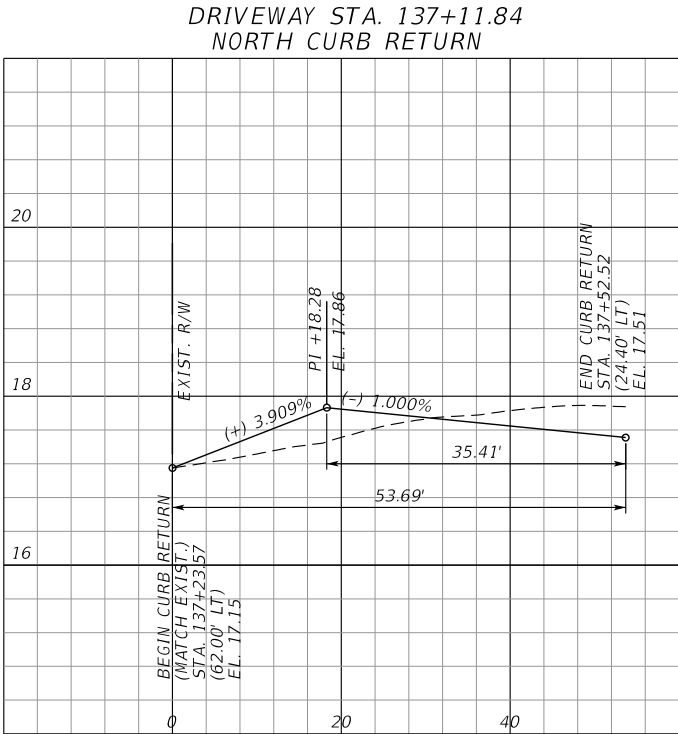 DRIVEWAY STA. 137+11.84
NORTH CURB RETURN
20
18
16
EXIST. R/W
PI +18.28
EL. 17.86
END CURB RETURN
STA. 137+52.52
(24.40' LT)
EL. 17.51
(+) 3.909%
(-) 1.000%
35.41'
53.69'
BEGIN CURB RETURN
(MATCH EXIST.)
STA. 137+23.57
(62.00' LT)
EL. 17.15
0
20
40